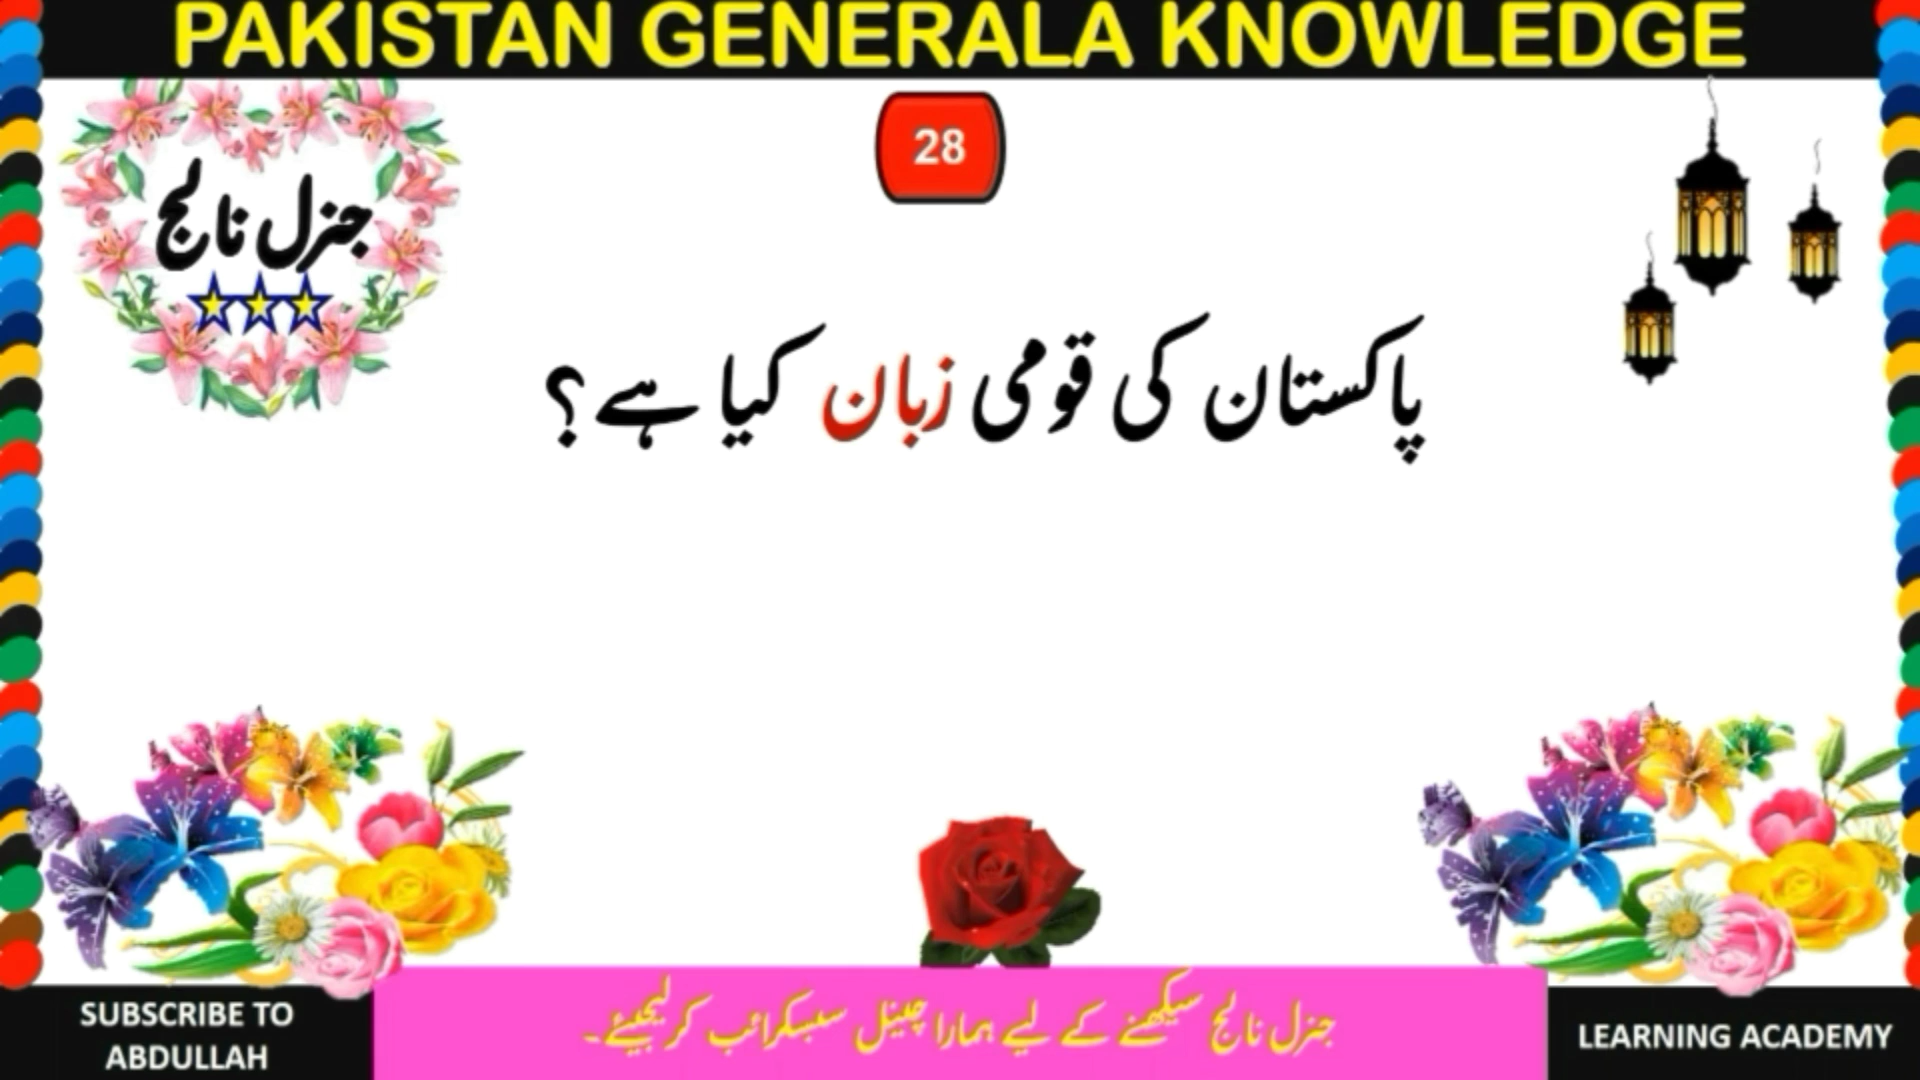 PAKISTAN GENERALA KNOWLEDGE
28
جنرل نالج
پاکستان کی قومی زبان کیا ہے؟
SUBSCRIBE TO
ABDULLAH
جنرل نالج سیکھنے کے لیے ہمارا چینل سبسکرائب کر لیجیئے۔
LEARNING ACADEMY